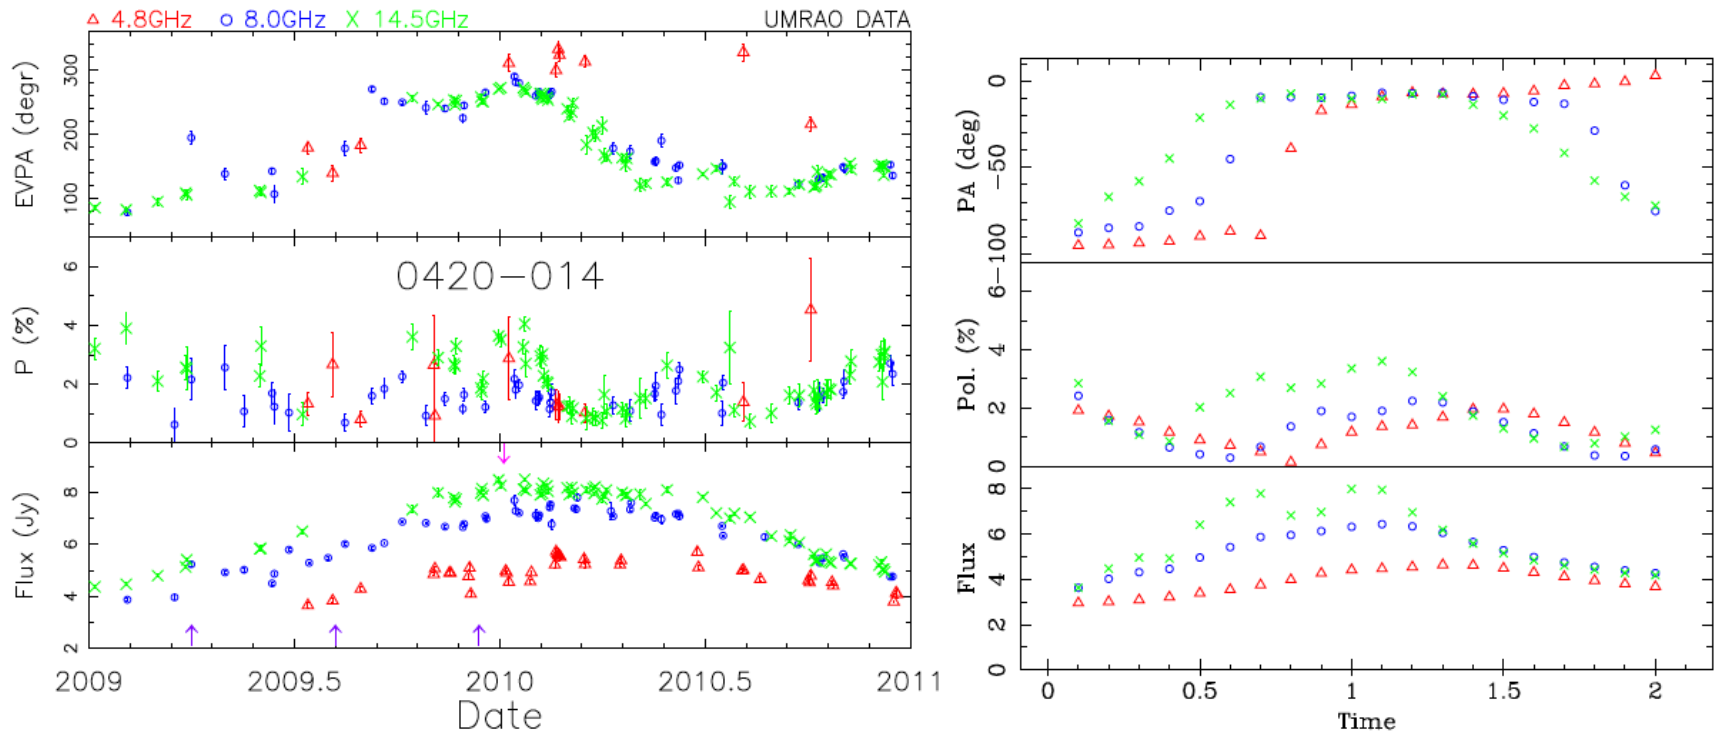 △ 4.8GHz ○ 8.0GHz × 14.5GHz UMRAO DATA
EVPA (degr)
100 200 300
P (%)
0 2 4 6
0420−014
Flux (Jy)
2 4 6 8
2009 2009.5 2010 2010.5 2011
Date
PA (deg)
−100 −50 0
Pol. (%)
0 2 4 6
Flux
0 2 4 6 8
0 0.5 1 1.5 2
Time